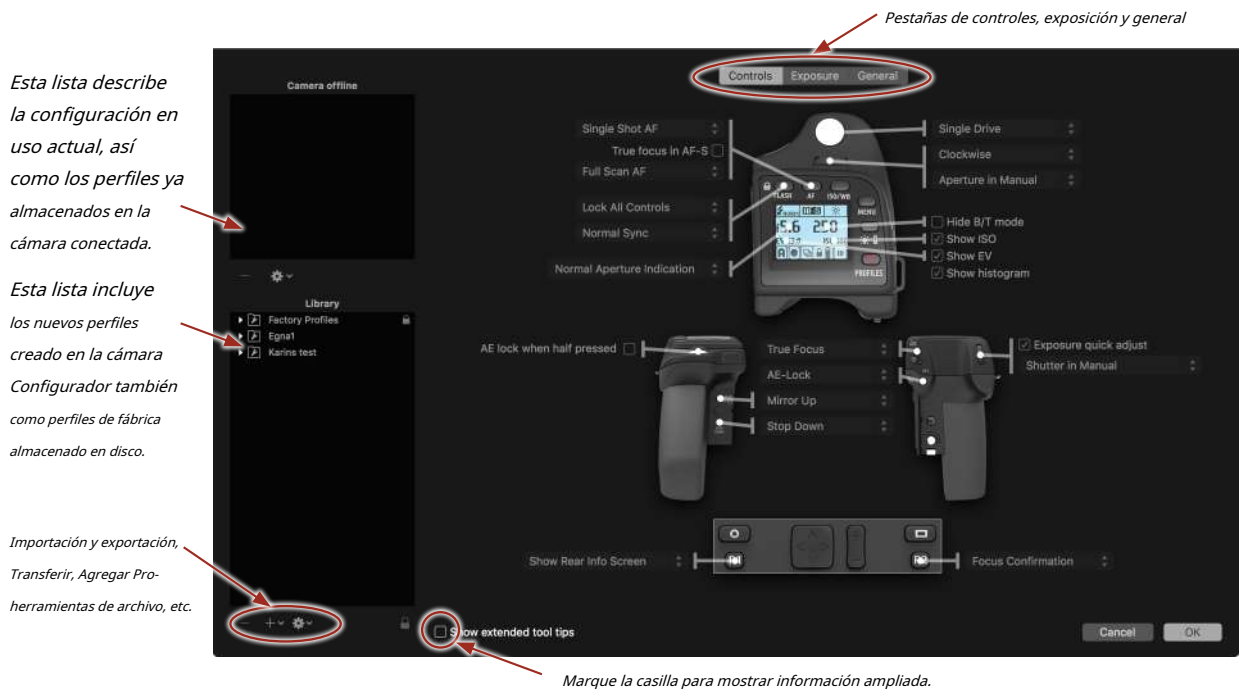 Pestañas de controles, exposición y general
Esta lista describe
la configuración en
uso actual, así
como los perfiles ya
almacenados en la
cámara conectada.
Esta lista incluye
los nuevos perfiles
creado en la cámara
Configurador también
como perfiles de fábrica
almacenado en disco.
Importación y exportación,
Transferir, Agregar Pro-
herramientas de archivo, etc.
Camera offline
Library
Factory Profiles
Egna1
Karins test
Controls Exposure General
Single Shot AF
True focus in AF-S
Full Scan AF
Lock All Controls
Normal Sync
Normal Aperture Indication
Single Drive
Clockwise
Aperture in Manual
Hide B/T mode
Show ISO
Show EV
Show histogram
FLASH AF ISO/WB
MENU
PROFILES
5.6 250
AE lock when half pressed
True Focus
AE-Lock
Mirror Up
Stop Down
Exposure quick adjust
Shutter in Manual
Show Rear Info Screen
Focus Confirmation
Show extended tool tips
Cancel OK
Marque la casilla para mostrar información ampliada.